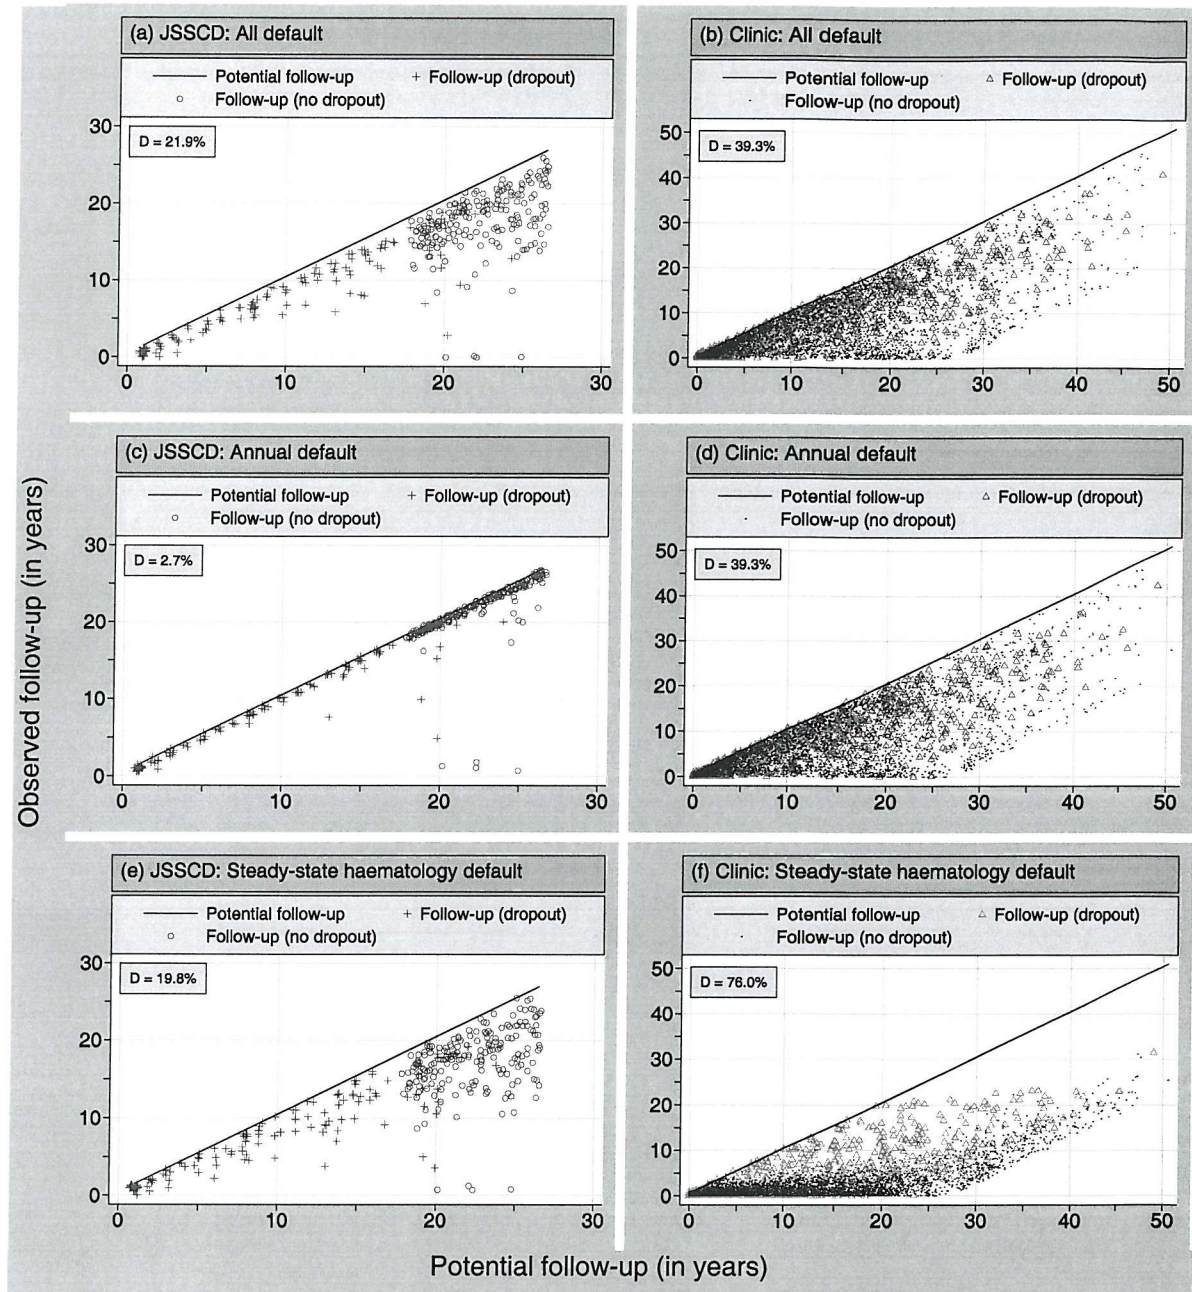 (a) JSSCD: All default
Potential follow-up + Follow-up (dropout)
Follow-up (no dropout)
D = 21.9%
30
20
10
0
0 10 20 30
(b) Clinic: All default
Potential follow-up △ Follow-up (dropout)
Follow-up (no dropout)
D = 39.3%
50
40
30
20
10
0
0 10 20 30 40 50
(c) JSSCD: Annual default
Potential follow-up + Follow-up (dropout)
Follow-up (no dropout)
D = 2.7%
30
20
10
0
0 10 20 30
(d) Clinic: Annual default
Potential follow-up △ Follow-up (dropout)
Follow-up (no dropout)
D = 39.3%
50
40
30
20
10
0
0 10 20 30 40 50
(e) JSSCD: Steady-state haematology default
Potential follow-up + Follow-up (dropout)
Follow-up (no dropout)
D = 19.8%
30
20
10
0
0 10 20 30
(f) Clinic: Steady-state haematology default
Potential follow-up △ Follow-up (dropout)
Follow-up (no dropout)
D = 76.0%
50
40
30
20
10
0
0 10 20 30 40 50
Observed follow-up (in years)
Potential follow-up (in years)